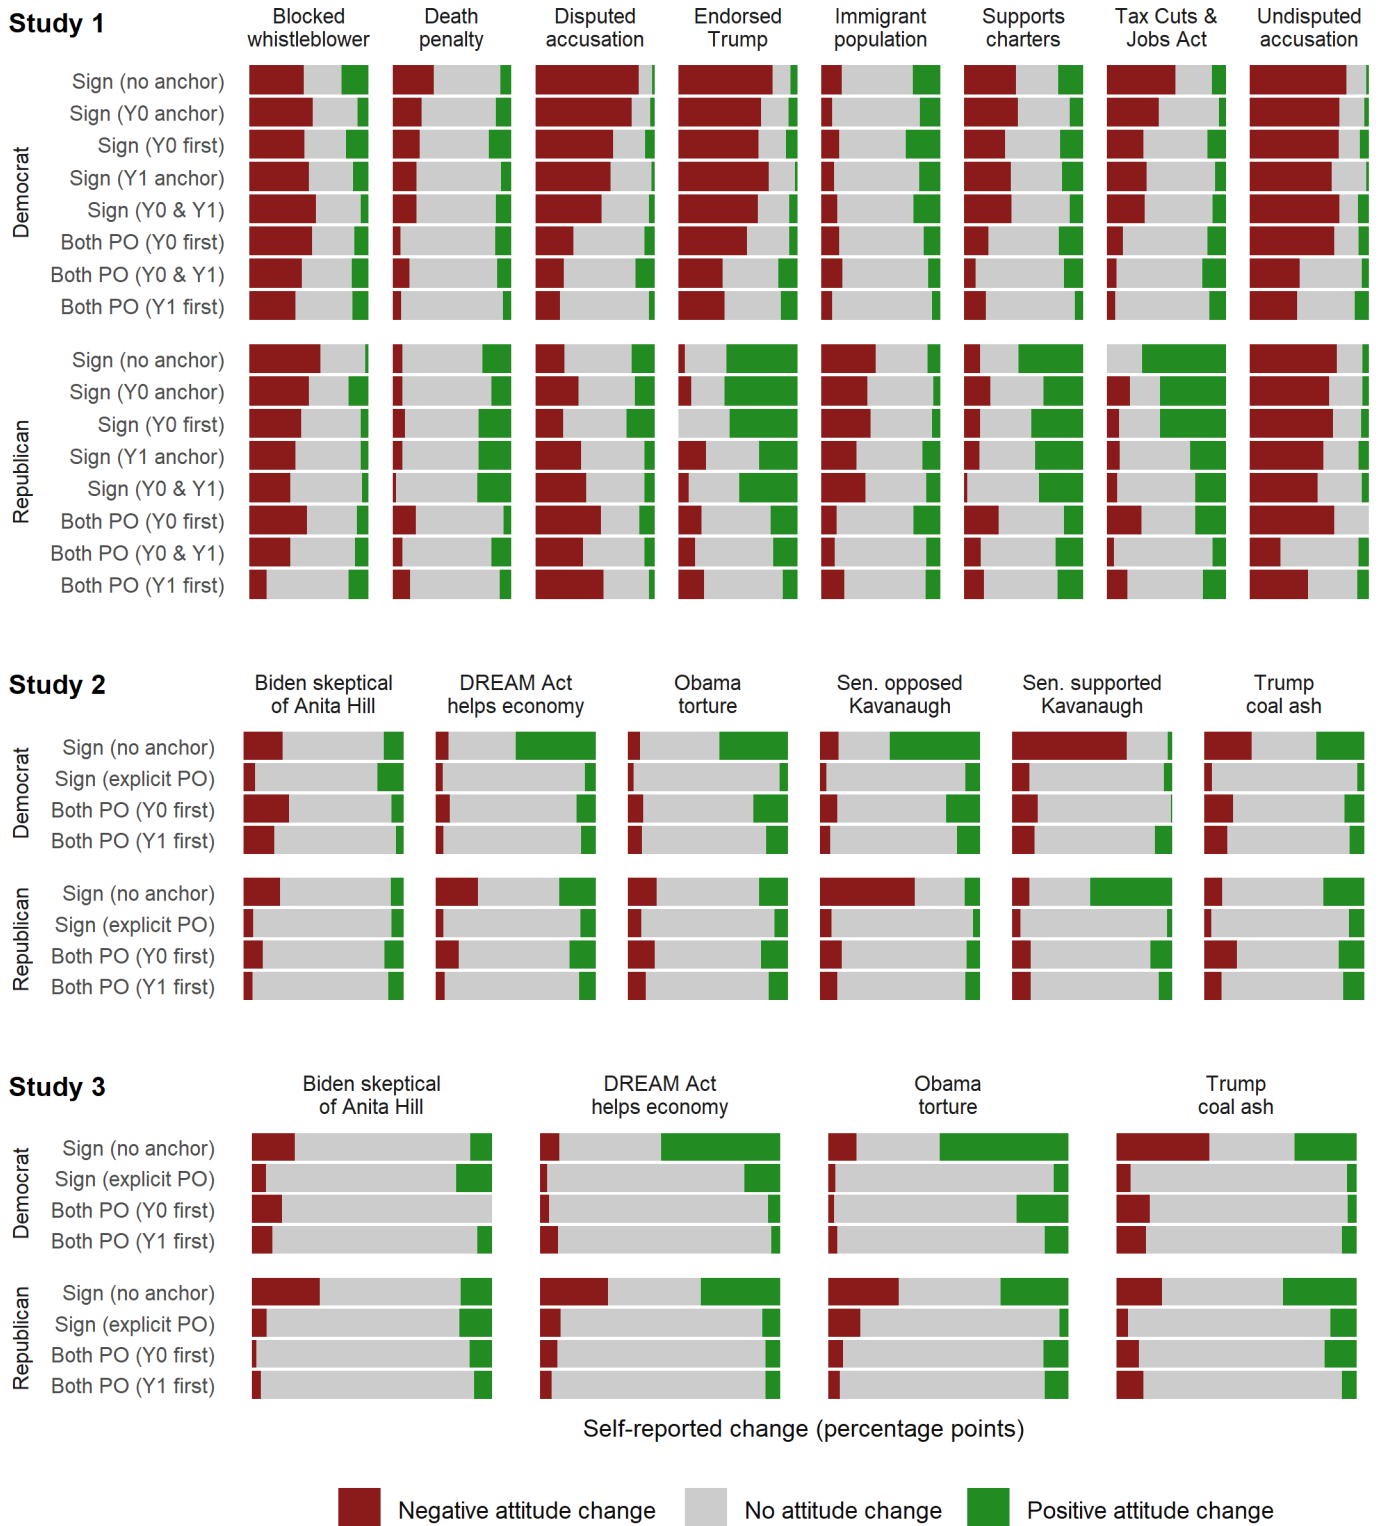 Study 1
Blocked whistleblower
Death penalty
Disputed accusation
Endorsed Trump
Immigrant population
Supports charters
Tax Cuts & Jobs Act
Undisputed accusation
Democrat
Sign (no anchor)
Sign (Y0 anchor)
Sign (Y0 first)
Sign (Y1 anchor)
Sign (Y0 & Y1)
Both PO (Y0 first)
Both PO (Y0 & Y1)
Both PO (Y1 first)
Republican
Sign (no anchor)
Sign (Y0 anchor)
Sign (Y0 first)
Sign (Y1 anchor)
Sign (Y0 & Y1)
Both PO (Y0 first)
Both PO (Y0 & Y1)
Both PO (Y1 first)
Study 2
Biden skeptical of Anita Hill
DREAM Act helps economy
Obama torture
Sen. opposed Kavanaugh
Sen. supported Kavanaugh
Trump coal ash
Democrat
Sign (no anchor)
Sign (explicit PO)
Both PO (Y0 first)
Both PO (Y1 first)
Republican
Sign (no anchor)
Sign (explicit PO)
Both PO (Y0 first)
Both PO (Y1 first)
Study 3
Biden skeptical of Anita Hill
DREAM Act helps economy
Obama torture
Trump coal ash
Democrat
Sign (no anchor)
Sign (explicit PO)
Both PO (Y0 first)
Both PO (Y1 first)
Republican
Sign (no anchor)
Sign (explicit PO)
Both PO (Y0 first)
Both PO (Y1 first)
Self-reported change (percentage points)
Negative attitude change
No attitude change
Positive attitude change